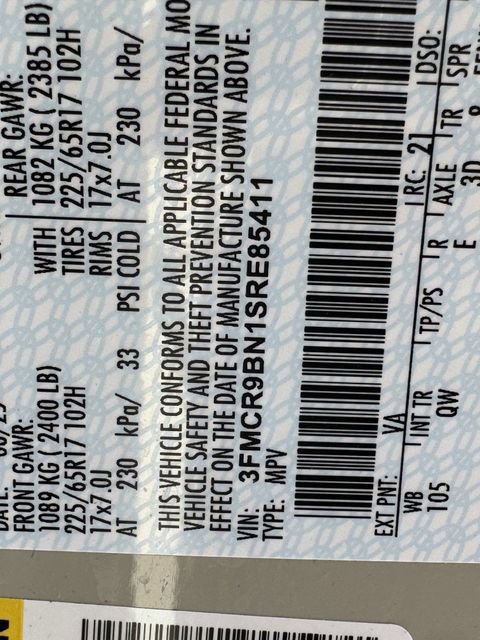 FRONT GAWR:
1089 KG ( 2400 LB)
225/65R17 102H
17x7.0J
AT 230 kPa/ 33 PSI COLD
WITH
TIRES
RIMS
REAR GAWR:
1082 KG ( 2385 LB)
225/65R17 102H
17x7.0J
AT 230 kPa/
THIS VEHICLE CONFORMS TO ALL APPLICABLE FEDERAL MO
VEHICLE SAFETY AND THEFT PREVENTION STANDARDS IN
EFFECT ON THE DATE OF MANUFACTURE SHOWN ABOVE.
VIN: 3FMCR9BN1SRE85411
TYPE: MPV
EXT PNT: VA RC: 21 DSO:
WB INT TR TP/PS R AXLE TR SPR
105 QW E 3D